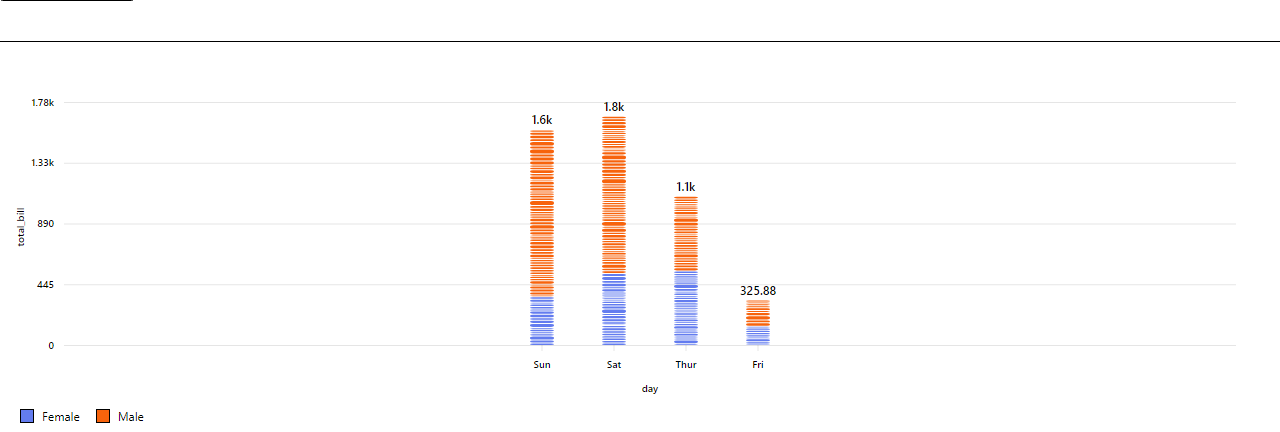 1.78k
1.33k
890
445
0
total_bill
1.6k
1.8k
1.1k
325.88
Sun Sat Thur Fri
day
Female Male